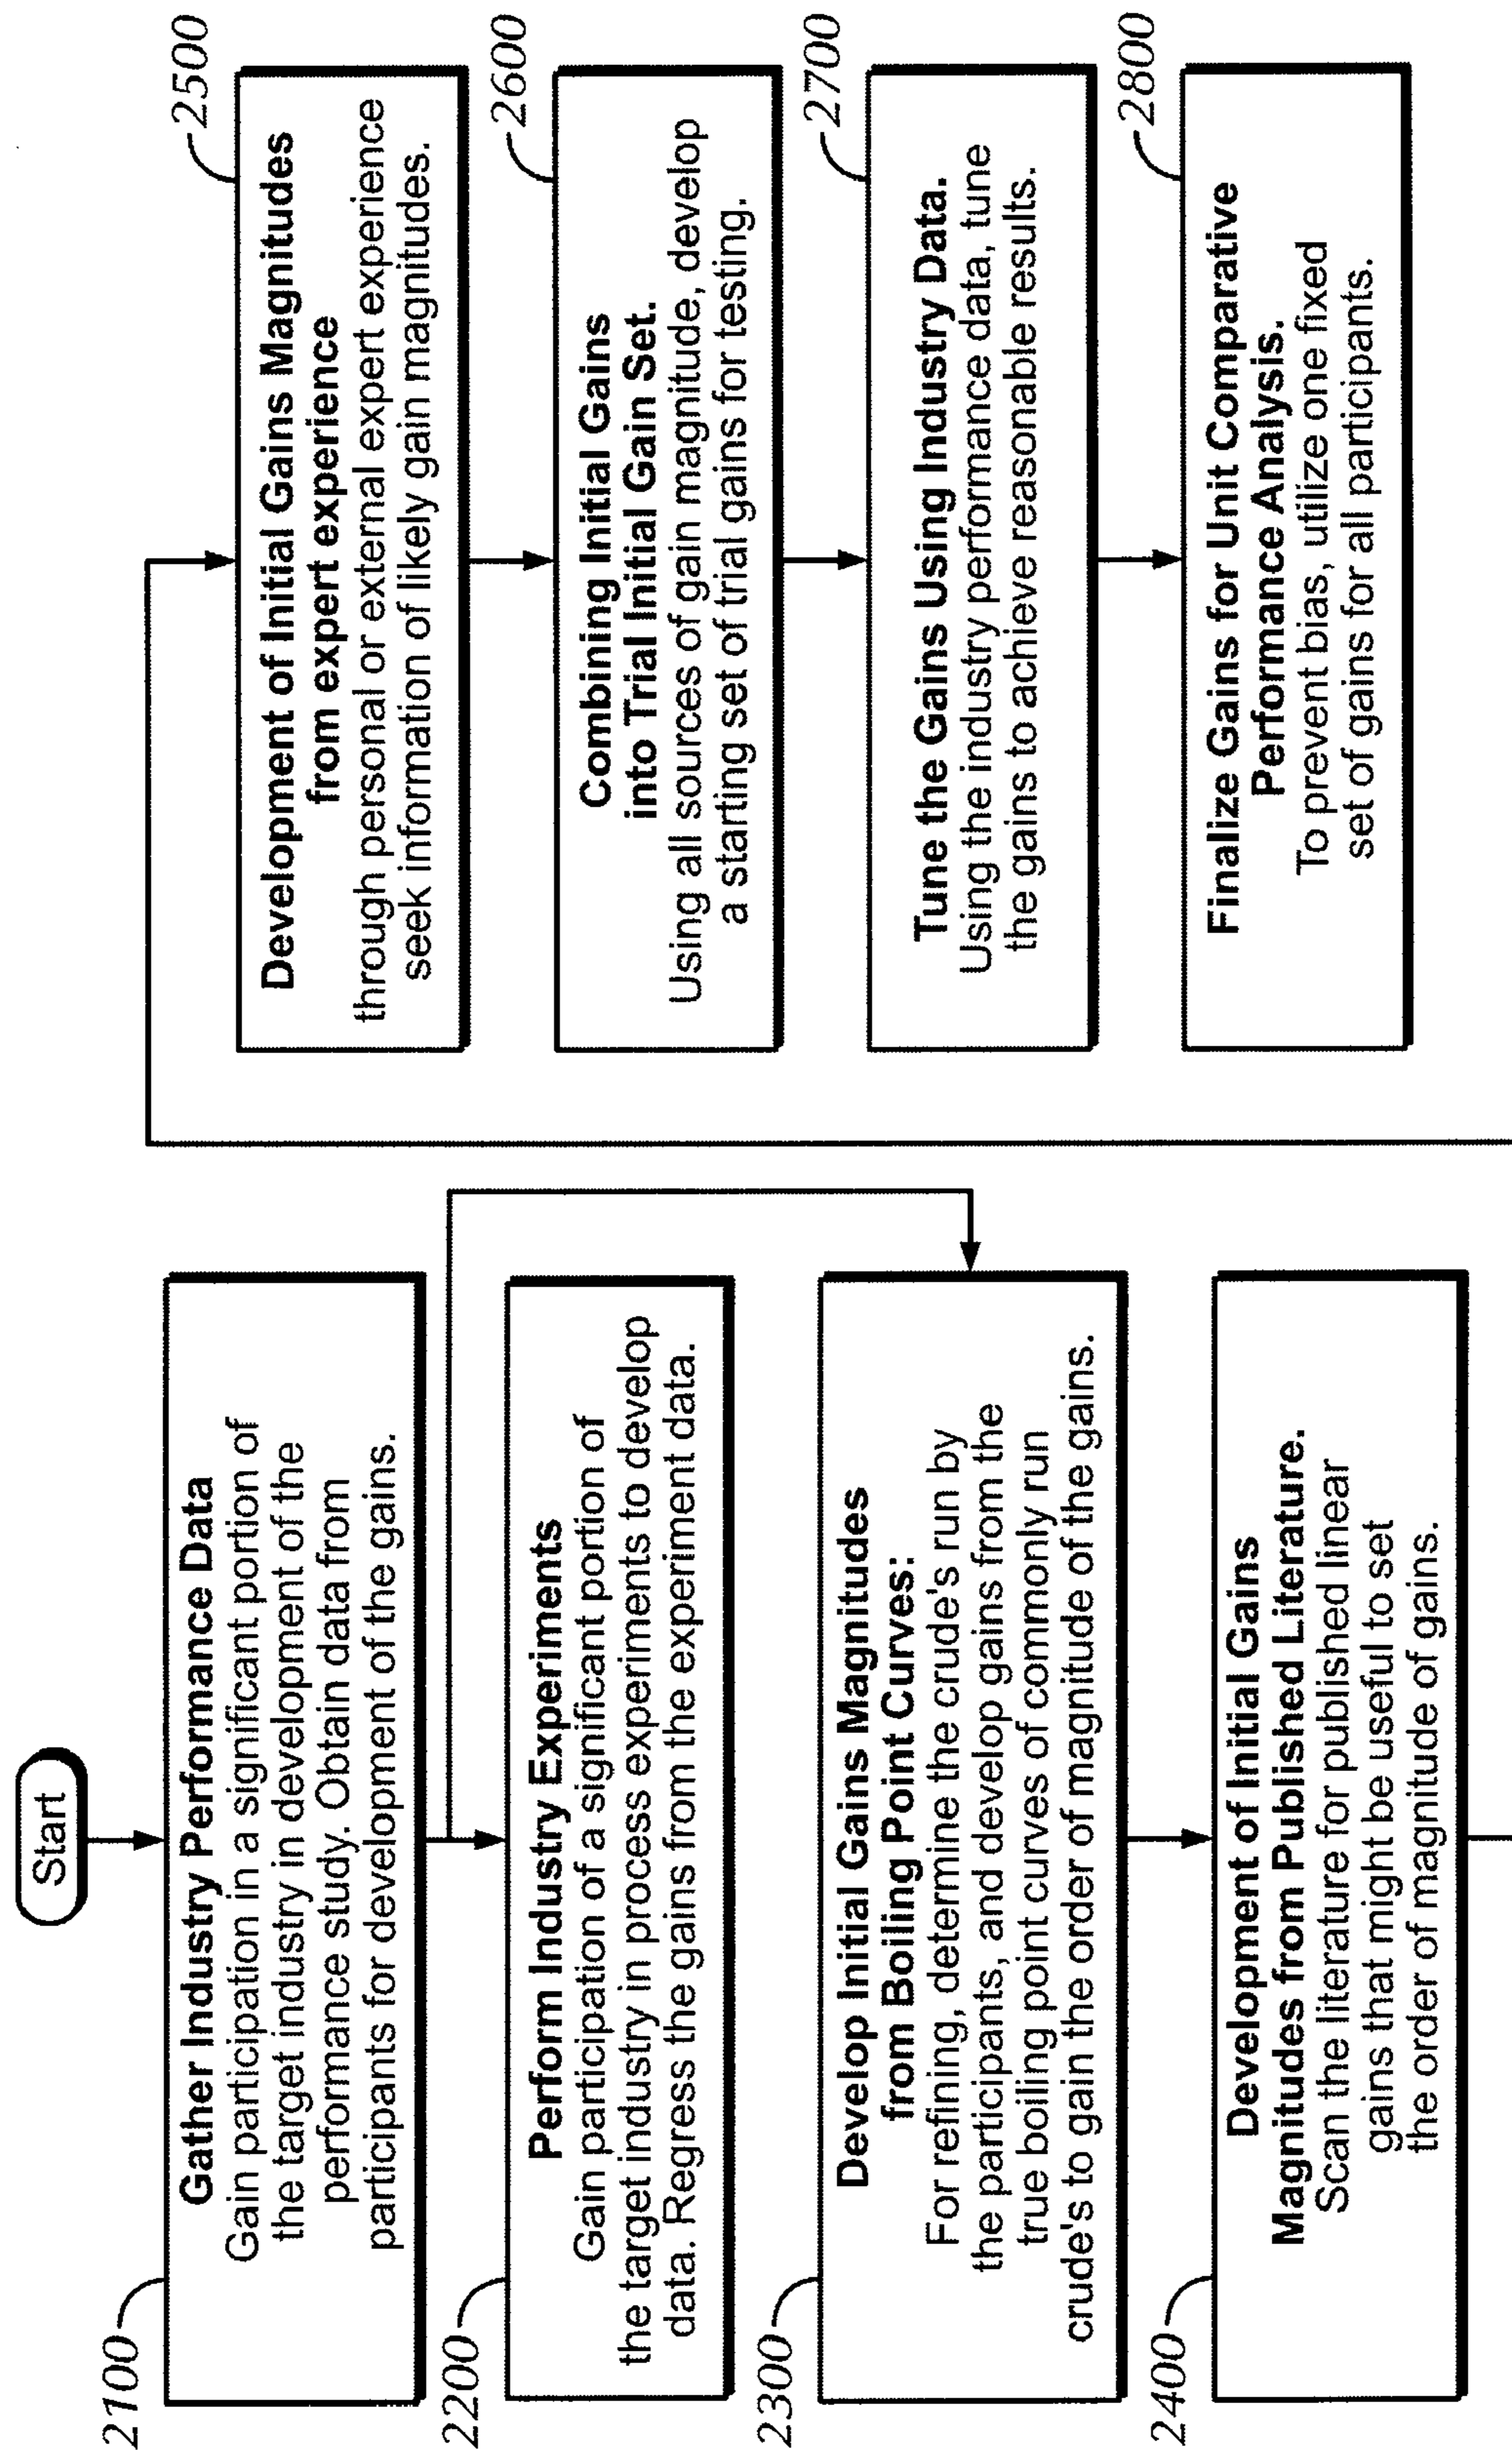 Start
2100
Gather Industry Performance Data
Gain participation in a significant portion of
the target industry in development of the
performance study. Obtain data from
participants for development of the gains.
2200
Perform Industry Experiments
Gain participation of a significant portion of
the target industry in process experiments to develop
data. Regress the gains from the experiment data.
2300
Develop Initial Gains Magnitudes
from Boiling Point Curves:
For refining, determine the crude's run by
the participants, and develop gains from the
true boiling point curves of commonly run
crude's to gain the order of magnitude of the gains.
2400
Development of Initial Gains
Magnitudes from Published Literature.
Scan the literature for published linear
gains that might be useful to set
the order of magnitude of gains.
2500
Development of Initial Gains Magnitudes
from expert experience
through personal or external expert experience
seek information of likely gain magnitudes.
2600
Combining Initial Gains
into Trial Initial Gain Set.
Using all sources of gain magnitude, develop
a starting set of trial gains for testing.
2700
Tune the Gains Using Industry Data.
Using the industry performance data, tune
the gains to achieve reasonable results.
2800
Finalize Gains for Unit Comparative
Performance Analysis.
To prevent bias, utilize one fixed
set of gains for all participants.